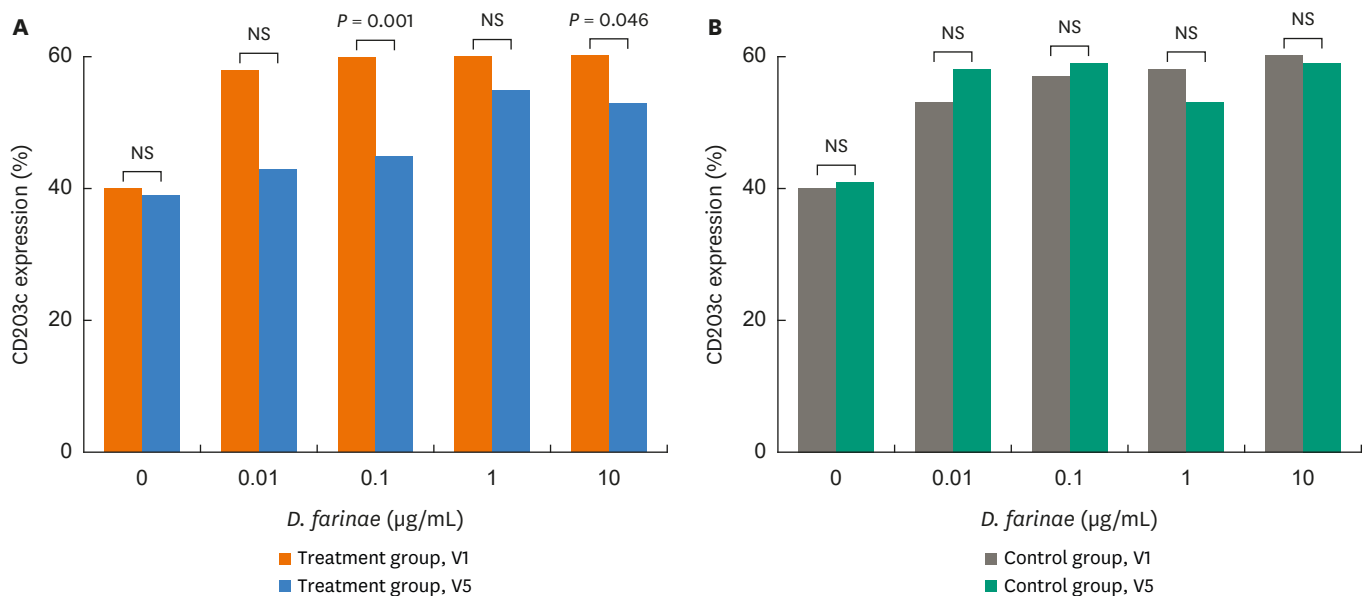 A
CD203c expression (%)
60
40
20
0
NS
NS
P = 0.001
NS
P = 0.046
0
0.01
0.1
1
10
D. farinae (µg/mL)
Treatment group, V1
Treatment group, V5
B
CD203c expression (%)
60
40
20
0
NS
NS
NS
NS
NS
0
0.01
0.1
1
10
D. farinae (µg/mL)
Control group, V1
Control group, V5